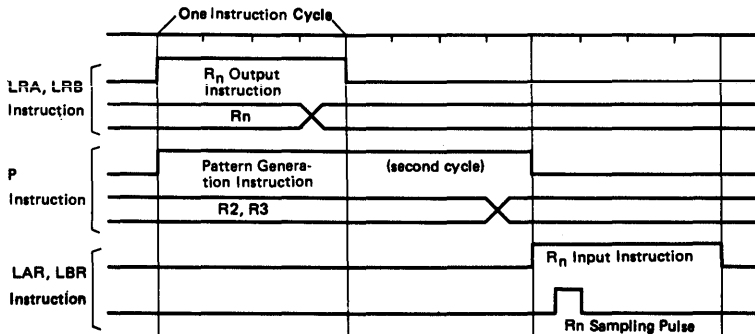 One Instruction Cycle
LRA, LRB
Instruction
Rn Output
Instruction
Rn
P
Instruction
Pattern Genera-
tion Instruction
(second cycle)
R2, R3
LAR, LBR
Instruction
Rn Input Instruction
Rn Sampling Pulse